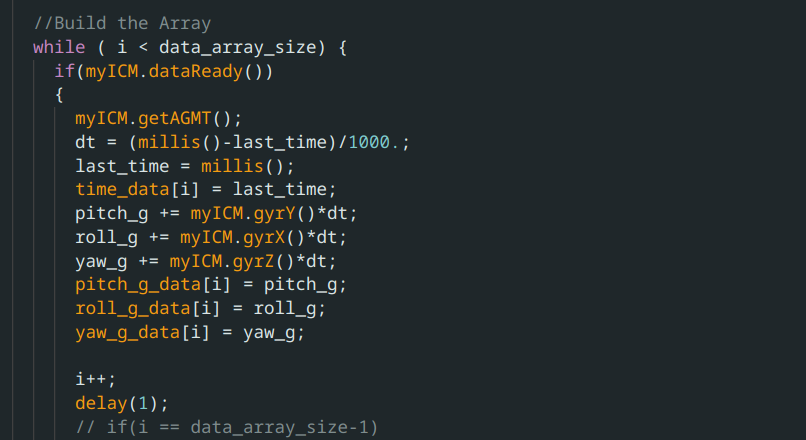 //Build the Array
while ( i < data_array_size) {
if(myICM.dataReady())
{
myICM.getAGMT();
dt = (millis()-last_time)/1000.;
last_time = millis();
time_data[i] = last_time;
pitch_g += myICM.gyrY()*dt;
roll_g += myICM.gyrX()*dt;
yaw_g += myICM.gyrZ()*dt;
pitch_g_data[i] = pitch_g;
roll_g_data[i] = roll_g;
yaw_g_data[i] = yaw_g;
i++;
delay(1);
// if(i == data_array_size-1)